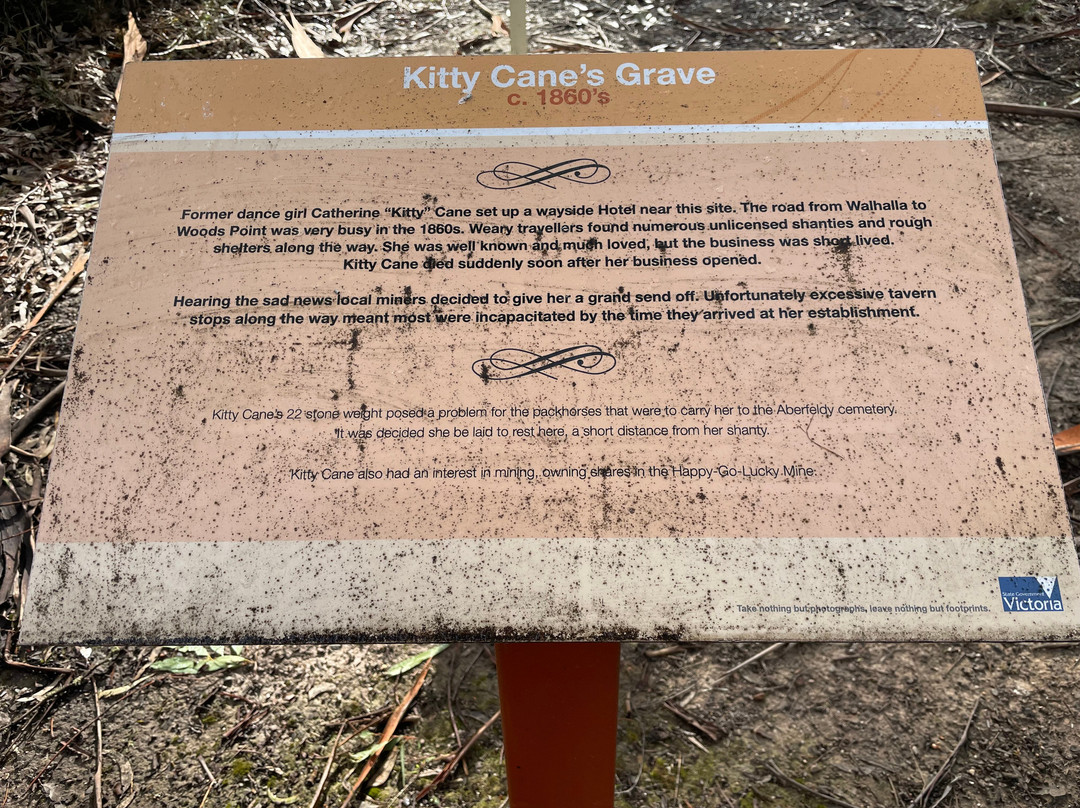 Kitty Cane's Grave
c. 1860's
Former dance girl Catherine "Kitty" Cane set up a wayside Hotel near this site. The road from Walhalla to
Woods Point was very busy in the 1860s. Weary travellers found numerous unlicensed shanties and rough
shelters along the way. She was well known and much loved, but the business was short lived.
Kitty Cane died suddenly soon after her business opened.
Hearing the sad news local miners decided to give her a grand send off. Unfortunately excessive tavern
stops along the way meant most were incapacitated by the time they arrived at her establishment.
Kitty Cane's 22 stone weight posed a problem for the packhorses that were to carry her to the Aberfeldy cemetery.
It was decided she be laid to rest here, a short distance from her shanty.
Kitty Cane also had an interest in mining, owning shares in the Happy-Go-Lucky Mine.
Take nothing but photographs, leave nothing but footprints.
State Government
Victoria